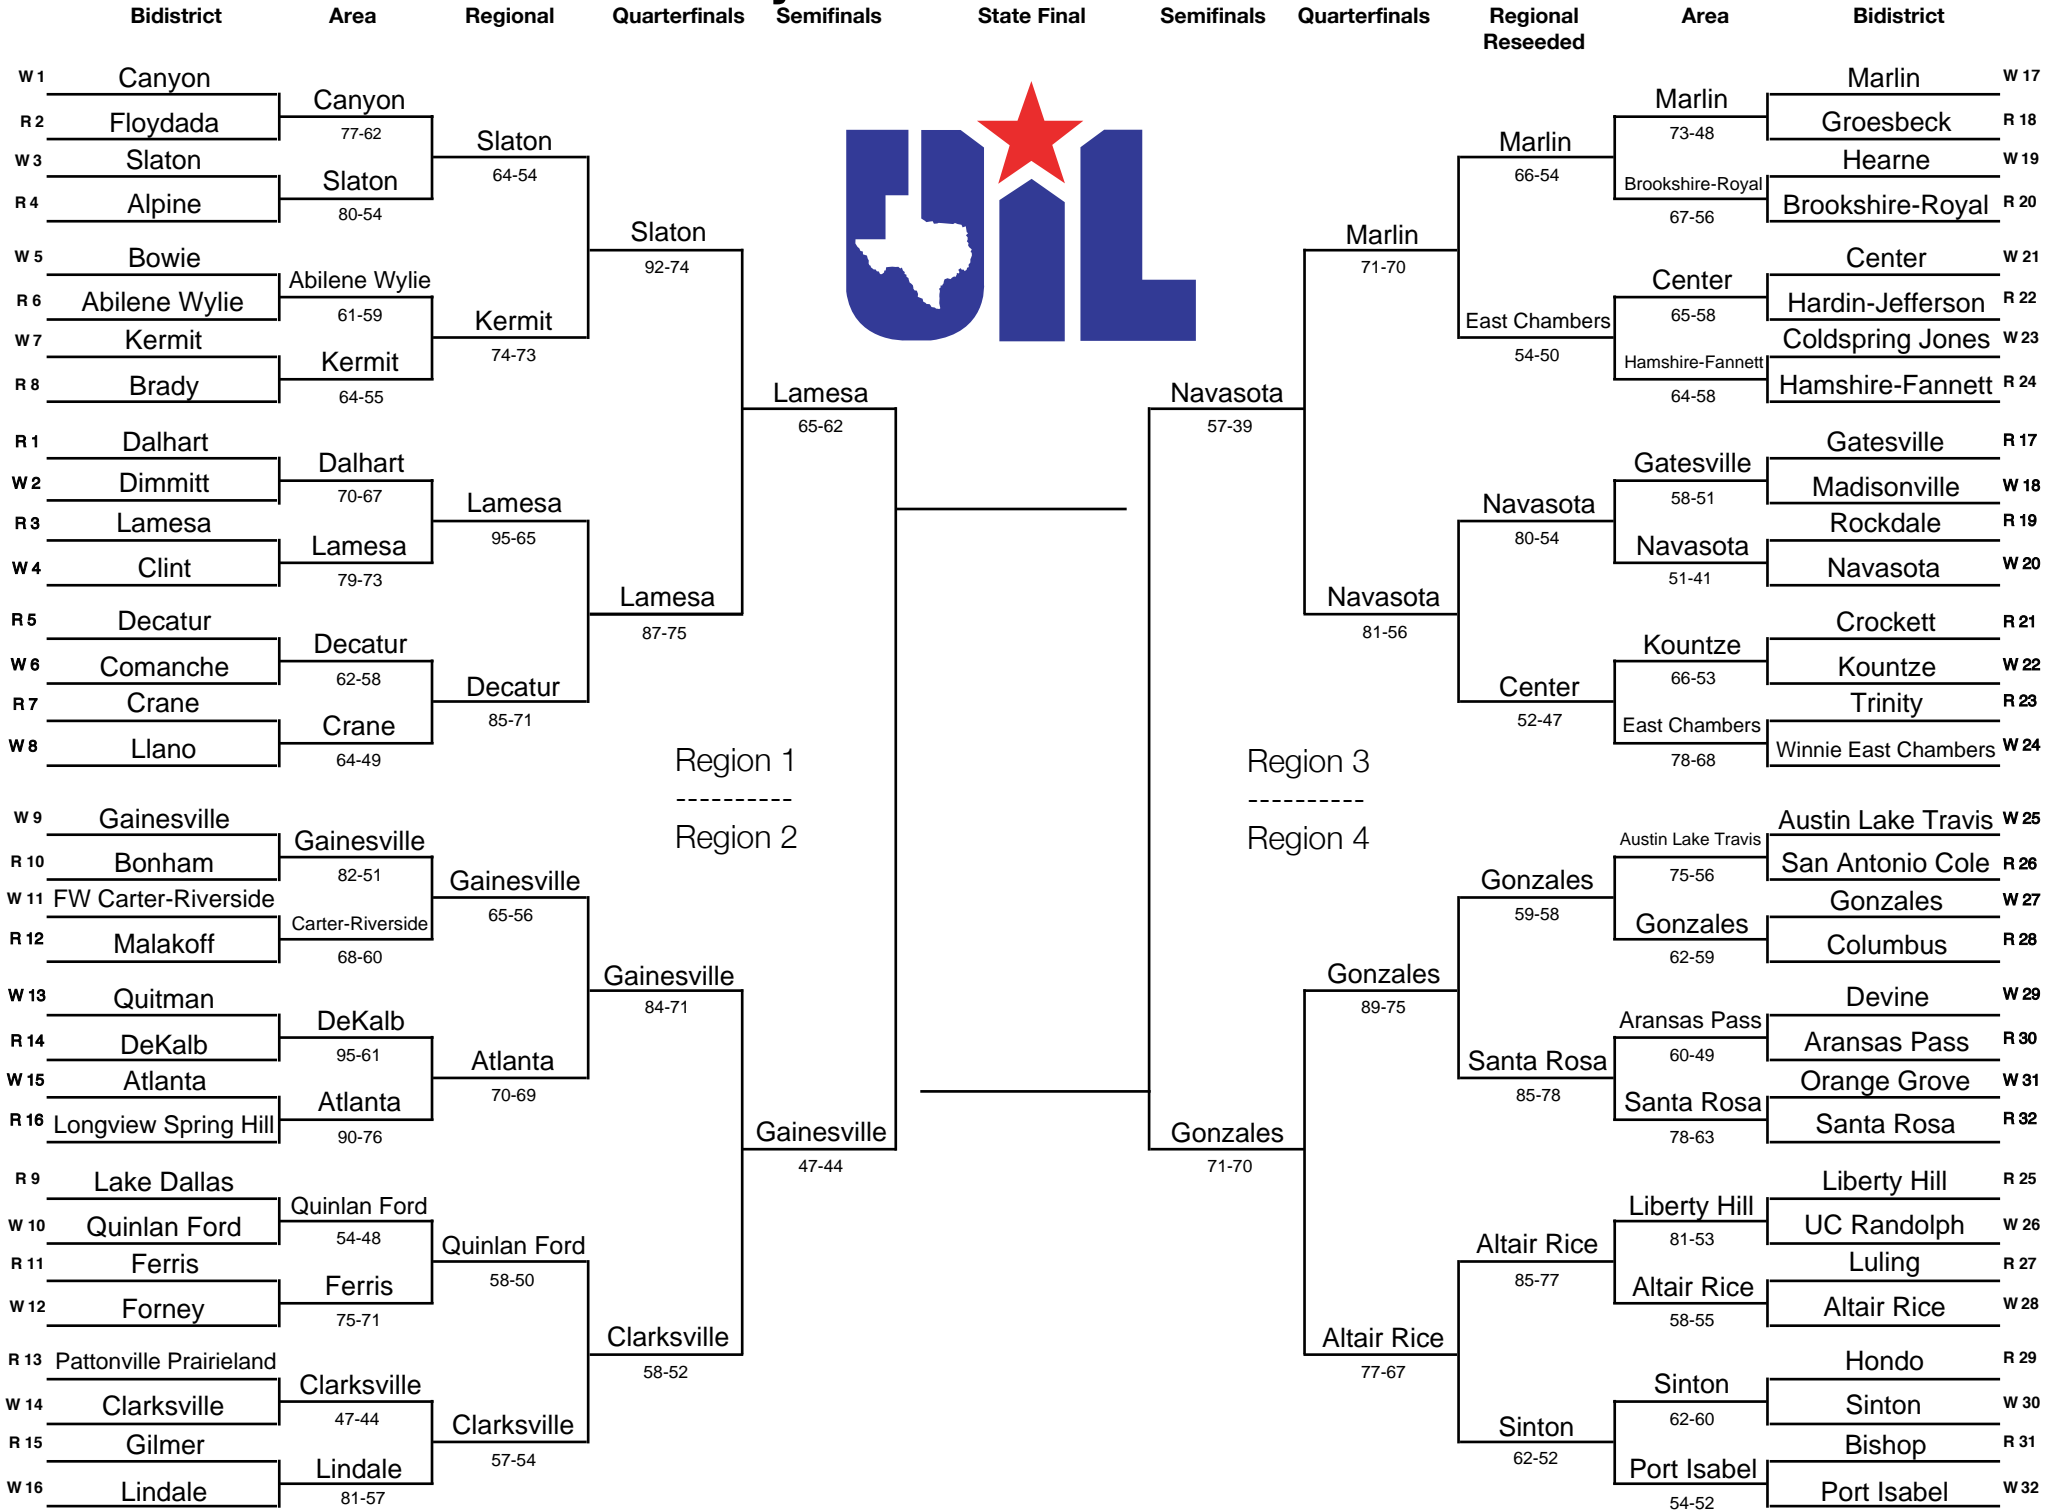 Bidistrict Area Regional Quarterfinals Semifinals State Final Semifinals Quarterfinals Regional Reseeded Area Bidistrict
W 1 Canyon
R 2 Floydada
W 3 Slaton
R 4 Alpine
W 5 Bowie
R 6 Abilene Wylie
W 7 Kermit
R 8 Brady
R 1 Dalhart
W 2 Dimmitt
R 3 Lamesa
W 4 Clint
R 5 Decatur
W 6 Comanche
R 7 Crane
W 8 Llano
W 9 Gainesville
R 10 Bonham
W 11 FW Carter-Riverside
R 12 Malakoff
W 13 Quitman
R 14 DeKalb
W 15 Atlanta
R 16 Longview Spring Hill
R 9 Lake Dallas
W 10 Quinlan Ford
R 11 Ferris
W 12 Forney
R 13 Pattonville Prairieland
W 14 Clarksville
R 15 Gilmer
W 16 Lindale
Canyon
77-62
Slaton
80-54
Abilene Wylie
61-59
Kermit
64-55
Dalhart
70-67
Lamesa
79-73
Decatur
62-58
Crane
64-49
Gainesville
82-51
Carter-Riverside
68-60
DeKalb
95-61
Atlanta
90-76
Quinlan Ford
54-48
Ferris
75-71
Clarksville
47-44
Lindale
81-57
Slaton
64-54
Kermit
74-73
Lamesa
95-65
Decatur
85-71
Gainesville
65-56
Atlanta
70-69
Quinlan Ford
58-50
Clarksville
57-54
Slaton
92-74
Lamesa
87-75
Region 1
----------
Region 2
Gainesville
84-71
Clarksville
58-52
Lamesa
65-62
Gainesville
47-44
UIL
Navasota
57-39
Gonzales
71-70
Marlin
71-70
Navasota
81-56
Region 3
----------
Region 4
Gonzales
89-75
Altair Rice
77-67
Marlin
66-54
East Chambers
54-50
Navasota
80-54
Center
52-47
Gonzales
59-58
Santa Rosa
85-78
Altair Rice
85-77
Sinton
62-52
Marlin
73-48
Brookshire-Royal
67-56
Center
65-58
Hamshire-Fannett
64-58
Gatesville
58-51
Navasota
51-41
Kountze
66-53
East Chambers
78-68
Austin Lake Travis
75-56
Gonzales
62-59
Aransas Pass
60-49
Santa Rosa
78-63
Liberty Hill
81-53
Altair Rice
58-55
Sinton
62-60
Port Isabel
54-52
Marlin W 17
Groesbeck R 18
Hearne W 19
Brookshire-Royal R 20
Center W 21
Hardin-Jefferson R 22
Coldspring Jones W 23
Hamshire-Fannett R 24
Gatesville R 17
Madisonville W 18
Rockdale R 19
Navasota W 20
Crockett R 21
Kountze W 22
Trinity R 23
Winnie East Chambers W 24
Austin Lake Travis W 25
San Antonio Cole R 26
Gonzales W 27
Columbus R 28
Devine W 29
Aransas Pass R 30
Orange Grove W 31
Santa Rosa R 32
Liberty Hill R 25
UC Randolph W 26
Luling R 27
Altair Rice W 28
Hondo R 29
Sinton W 30
Bishop R 31
Port Isabel W 32